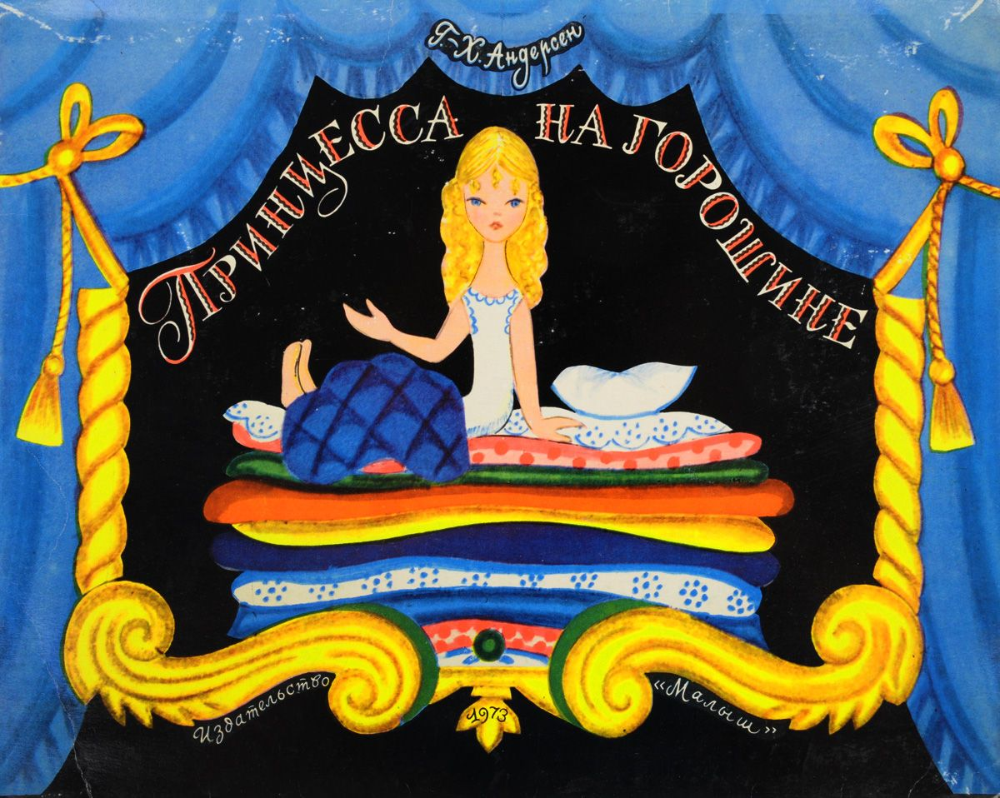 Г.-Х. Андерсен
ПРИНЦЕССА НА ГОРОШИНЕ
Издательство
1973
«Малыш»